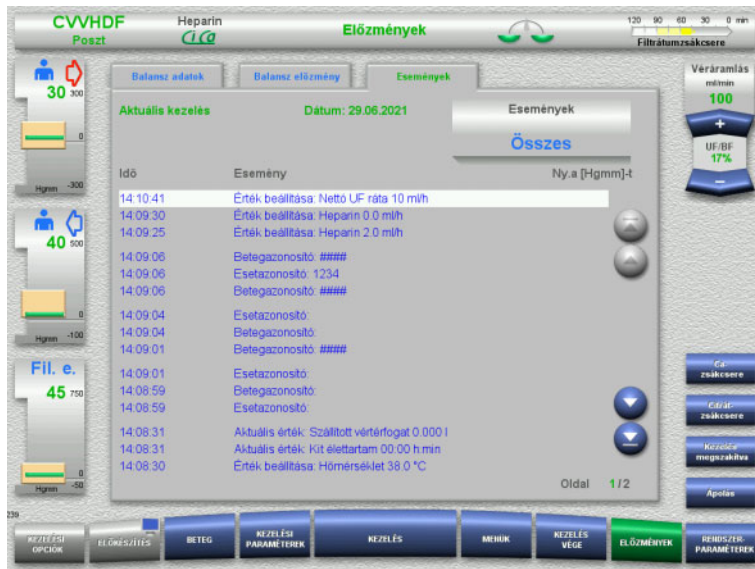 CVVHDF
Poszt
Heparin
Ci Ca
Előzmények
120 90 60 30 0 min
Filtrátumzsákcsere
30
300
0
-300
Hgmm
40
500
0
-100
Hgmm
Fil. e.
45
750
0
-50
Hgmm
Balansz adatok
Balansz előzmény
Események
Aktuális kezelés
Dátum: 29.06.2021
Események
Összes
Idő Esemény Ny.a [Hgmm]-t
14:10:41 Érték beállítása: Nettó UF ráta 10 ml/h
14:09:30 Érték beállítása: Heparin 0.0 ml/h
14:09:25 Érték beállítása: Heparin 2.0 ml/h
14:09:06 Betegazonosító: ####
14:09:06 Esetazonosító: 1234
14:09:06 Betegazonosító: ####
14:09:04 Esetazonosító:
14:09:04 Betegazonosító:
14:09:01 Betegazonosító: ####
14:09:01 Esetazonosító:
14:08:59 Betegazonosító:
14:08:59 Esetazonosító:
14:08:31 Aktuális érték: Szállított vértérfogat 0.000 l
14:08:31 Aktuális érték: Kit élettartam 00:00 h:min
14:08:30 Érték beállítása: Hőmérséklet 38.0 °C
Oldal 1 / 2
Véráramlás
ml/min
100
+
UF/BF
17%
−
Ca-
zsákcsere
Citrát-
zsákcsere
Kezelés
megszakítva
Ápolás
239
KEZELÉSI
OPCIÓK
ELŐKÉSZÍTÉS
BETEG
KEZELÉSI
PARAMÉTEREK
KEZELÉS
MENÜK
KEZELÉS
VÉGE
ELŐZMÉNYEK
RENDSZER-
PARAMÉTEREK